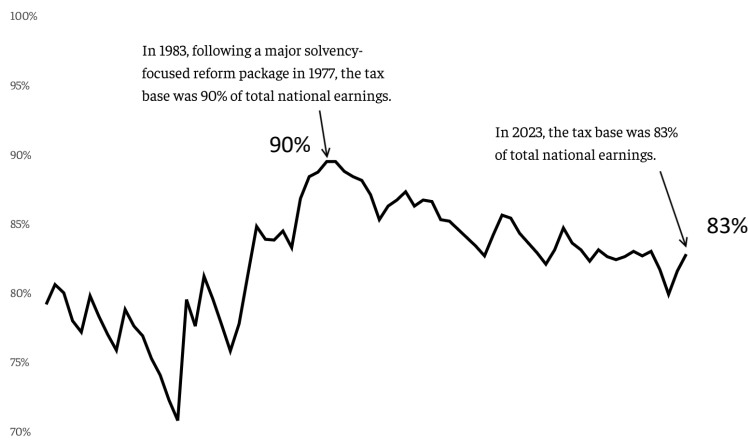 100%
In 1983, following a major solvency-
focused reform package in 1977, the tax
base was 90% of total national earnings.
95%
In 2023, the tax base was 83%
of total national earnings.
90%
90%
85%
83%
80%
75%
70%